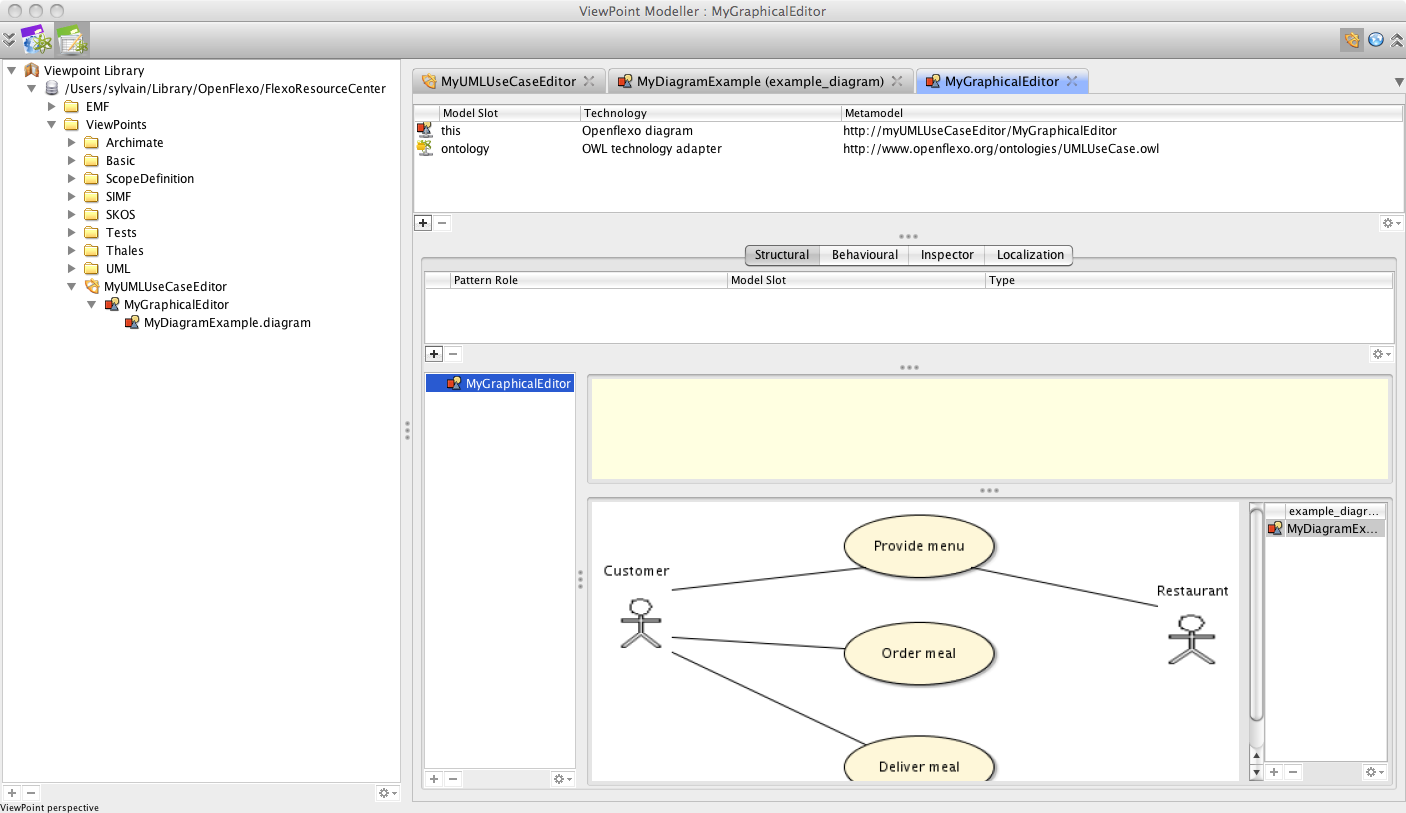 ViewPoint Modeller : MyGraphicalEditor
Viewpoint Library
/Users/sylvain/Library/OpenFlexo/FlexoResourceCenter
EMF
ViewPoints
Archimate
Basic
ScopeDefinition
SIMF
SKOS
Tests
Thales
UML
MyUMLUseCaseEditor
MyGraphicalEditor
MyDiagramExample.diagram
MyUMLUseCaseEditor MyDiagramExample (example_diagram) MyGraphicalEditor
Model Slot Technology Metamodel
this Openflexo diagram http://myUMLUseCaseEditor/MyGraphicalEditor
ontology OWL technology adapter http://www.openflexo.org/ontologies/UMLUseCase.owl
Structural Behavioural Inspector Localization
Pattern Role Model Slot Type
MyGraphicalEditor
example_diagr...
MyDiagramEx...
Provide menu
Customer
Restaurant
Order meal
Deliver meal
ViewPoint perspective